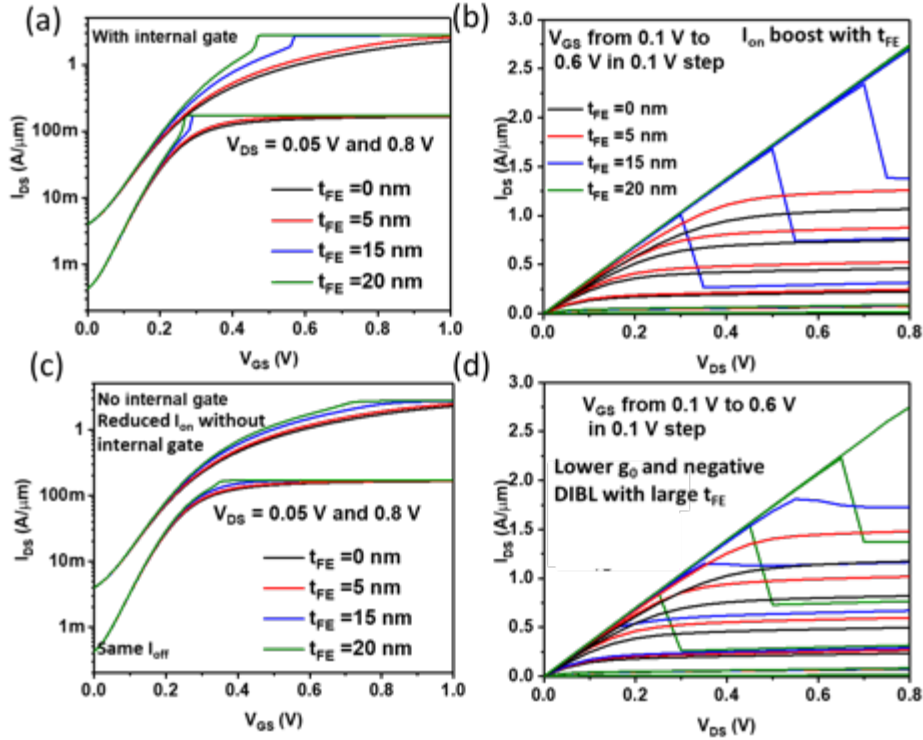 (a)
With internal gate
V_DS = 0.05 V and 0.8 V
t_FE =0 nm
t_FE =5 nm
t_FE =15 nm
t_FE =20 nm
1
100m
10m
1m
I_DS (A/μm)
0.0 0.2 0.4 0.6 0.8 1.0
V_GS (V)
(b)
V_GS from 0.1 V to
0.6 V in 0.1 V step
I_on boost with t_FE
t_FE=0 nm
t_FE=5 nm
t_FE=15 nm
t_FE=20 nm
3.0
2.5
2.0
1.5
1.0
0.5
0.0
I_DS (A/μm)
0.0 0.2 0.4 0.6 0.8
V_DS (V)
(c)
No internal gate
Reduced I_on without
internal gate
V_DS = 0.05 V and 0.8 V
t_FE =0 nm
t_FE =5 nm
t_FE =15 nm
t_FE =20 nm
Same I_off
1
100m
10m
1m
I_DS (A/μm)
0.0 0.2 0.4 0.6 0.8 1.0
V_GS (V)
(d)
V_GS from 0.1 V to 0.6 V
in 0.1 V step
Lower g_0 and negative
DIBL with large t_FE
3.0
2.5
2.0
1.5
1.0
0.5
0.0
I_DS (A/μm)
0.0 0.2 0.4 0.6 0.8
V_DS (V)